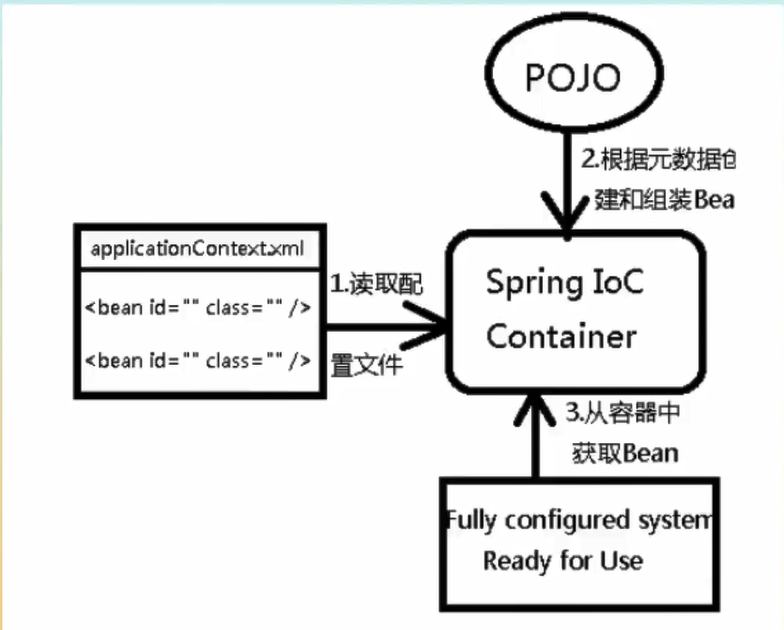 POJO
2.根据元数据创
建和组装Bea
applicationContext.xml
<bean id="" class="" />
<bean id="" class="" />
1.读取配
置文件
Spring IoC
Container
3.从容器中
获取Bean
Fully configured system
Ready for Use